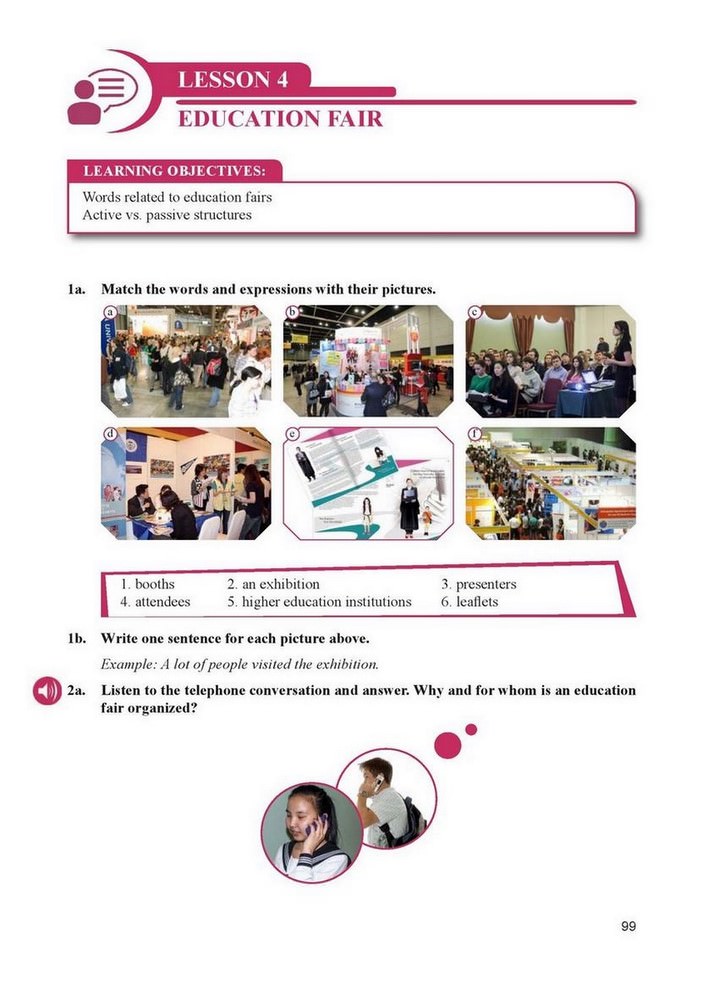 LESSON 4
EDUCATION FAIR
LEARNING OBJECTIVES:
Words related to education fairs
Active vs. passive structures
1a. Match the words and expressions with their pictures.
a
b
c
d
e
f
1. booths 2. an exhibition 3. presenters
4. attendees 5. higher education institutions 6. leaflets
1b. Write one sentence for each picture above.
Example: A lot of people visited the exhibition.
2a. Listen to the telephone conversation and answer. Why and for whom is an education
fair organized?
99